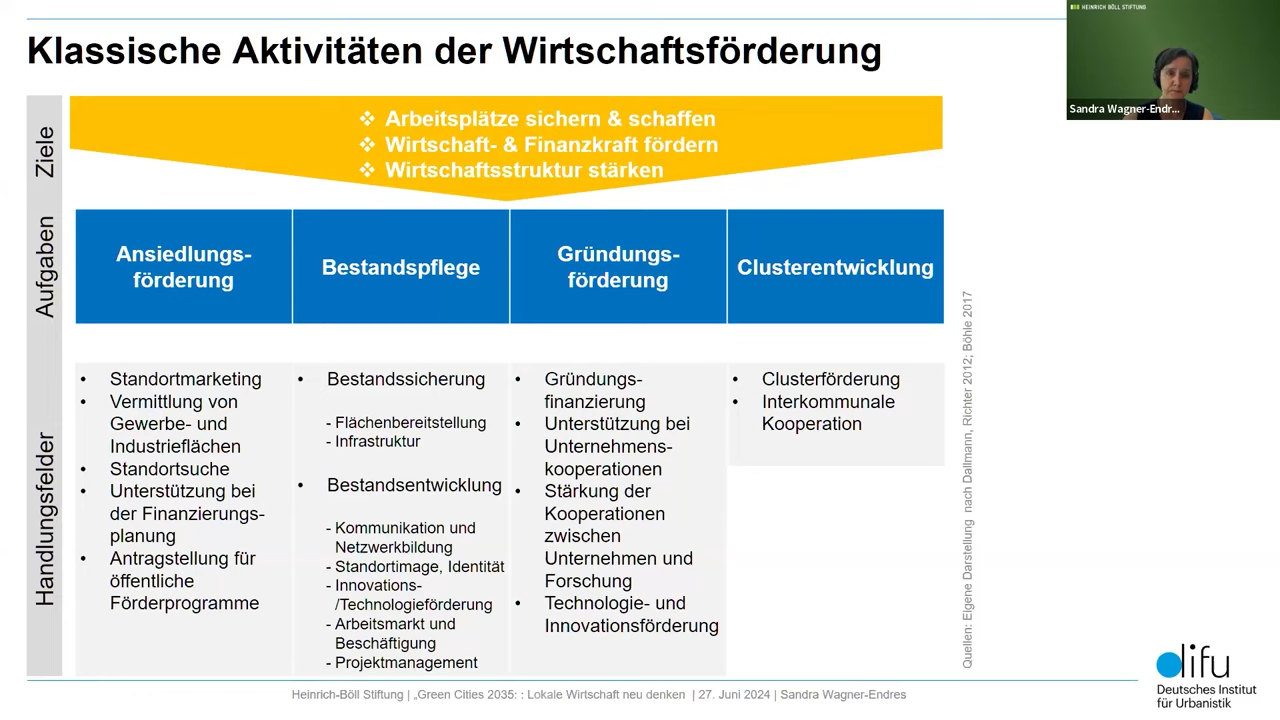 Klassische Aktivitäten der Wirtschaftsförderung
HEINRICH BÖLL STIFTUNG
Sandra Wagner-Endr...
Ziele
❖ Arbeitsplätze sichern & schaffen
❖ Wirtschaft- & Finanzkraft fördern
❖ Wirtschaftsstruktur stärken
Aufgaben
Ansiedlungs-
förderung
Bestandspflege
Gründungs-
förderung
Clusterentwicklung
Handlungsfelder
• Standortmarketing
• Vermittlung von
Gewerbe- und
Industrieflächen
• Standortsuche
• Unterstützung bei
der Finanzierungs-
planung
• Antragstellung für
öffentliche
Förderprogramme
• Bestandssicherung
- Flächenbereitstellung
- Infrastruktur
• Bestandsentwicklung
- Kommunikation und
Netzwerkbildung
- Standortimage, Identität
- Innovations-
/Technologieförderung
- Arbeitsmarkt und
Beschäftigung
- Projektmanagement
• Gründungs-
finanzierung
• Unterstützung bei
Unternehmens-
kooperationen
• Stärkung der
Kooperationen
zwischen
Unternehmen und
Forschung
• Technologie- und
Innovationsförderung
• Clusterförderung
• Interkommunale
Kooperation
Quellen: Eigene Darstellung nach Dallmann, Richter 2012; Böhle 2017
Heinrich-Böll Stiftung | „Green Cities 2035: : Lokale Wirtschaft neu denken | 27. Juni 2024 | Sandra Wagner-Endres
difu
Deutsches Institut
für Urbanistik